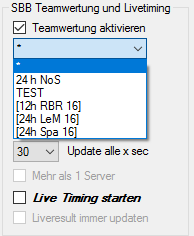 SBB Teamwertung und Livetiming
Teamwertung aktivieren
*
*
24 h NoS
TEST
[12h RBR 16]
[24h LeM 16]
[24h Spa 16]
30 Update alle x sec
Mehr als 1 Server
Live Timing starten
Liveresult immer updaten